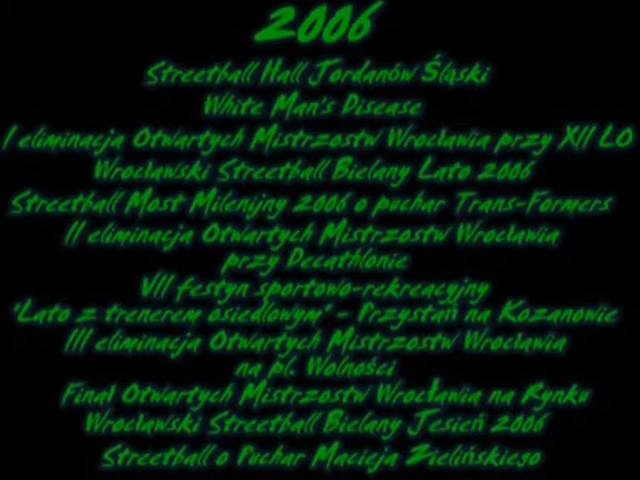 2006
Streetball Hall Jordanów Śląski
White Man's Disease
I eliminacja Otwartych Mistrzostw Wrocławia przy XII LO
Wrocławski Streetball Bielany Lato 2006
Streetball Most Milenijny 2006 o puchar Trans-Formers
II eliminacja Otwartych Mistrzostw Wrocławia
przy Decathlonie
VII festyn sportowo-rekreacyjny
"Lato z trenerem osiedlowym" - Przystań na Kozanowie
III eliminacja Otwartych Mistrzostw Wrocławia
na pl. Wolności
Finał Otwartych Mistrzostw Wrocławia na Rynku
Wrocławski Streetball Bielany Jesień 2006
Streetball o Puchar Macieja Zielińskiego